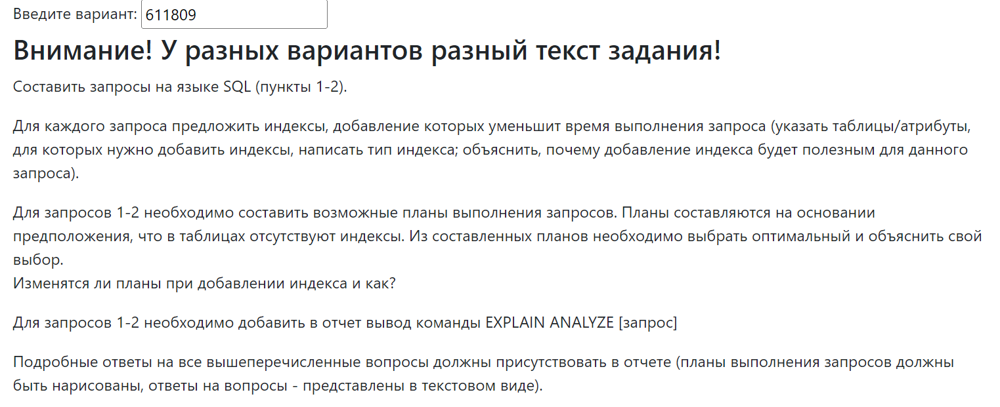 Введите вариант: 611809
Внимание! У разных вариантов разный текст задания!
Составить запросы на языке SQL (пункты 1-2).
Для каждого запроса предложить индексы, добавление которых уменьшит время выполнения запроса (указать таблицы/атрибуты,
для которых нужно добавить индексы, написать тип индекса; объяснить, почему добавление индекса будет полезным для данного
запроса).
Для запросов 1-2 необходимо составить возможные планы выполнения запросов. Планы составляются на основании
предположения, что в таблицах отсутствуют индексы. Из составленных планов необходимо выбрать оптимальный и объяснить свой
выбор.
Изменятся ли планы при добавлении индекса и как?
Для запросов 1-2 необходимо добавить в отчет вывод команды EXPLAIN ANALYZE [запрос]
Подробные ответы на все вышеперечисленные вопросы должны присутствовать в отчете (планы выполнения запросов должны
быть нарисованы, ответы на вопросы - представлены в текстовом виде).